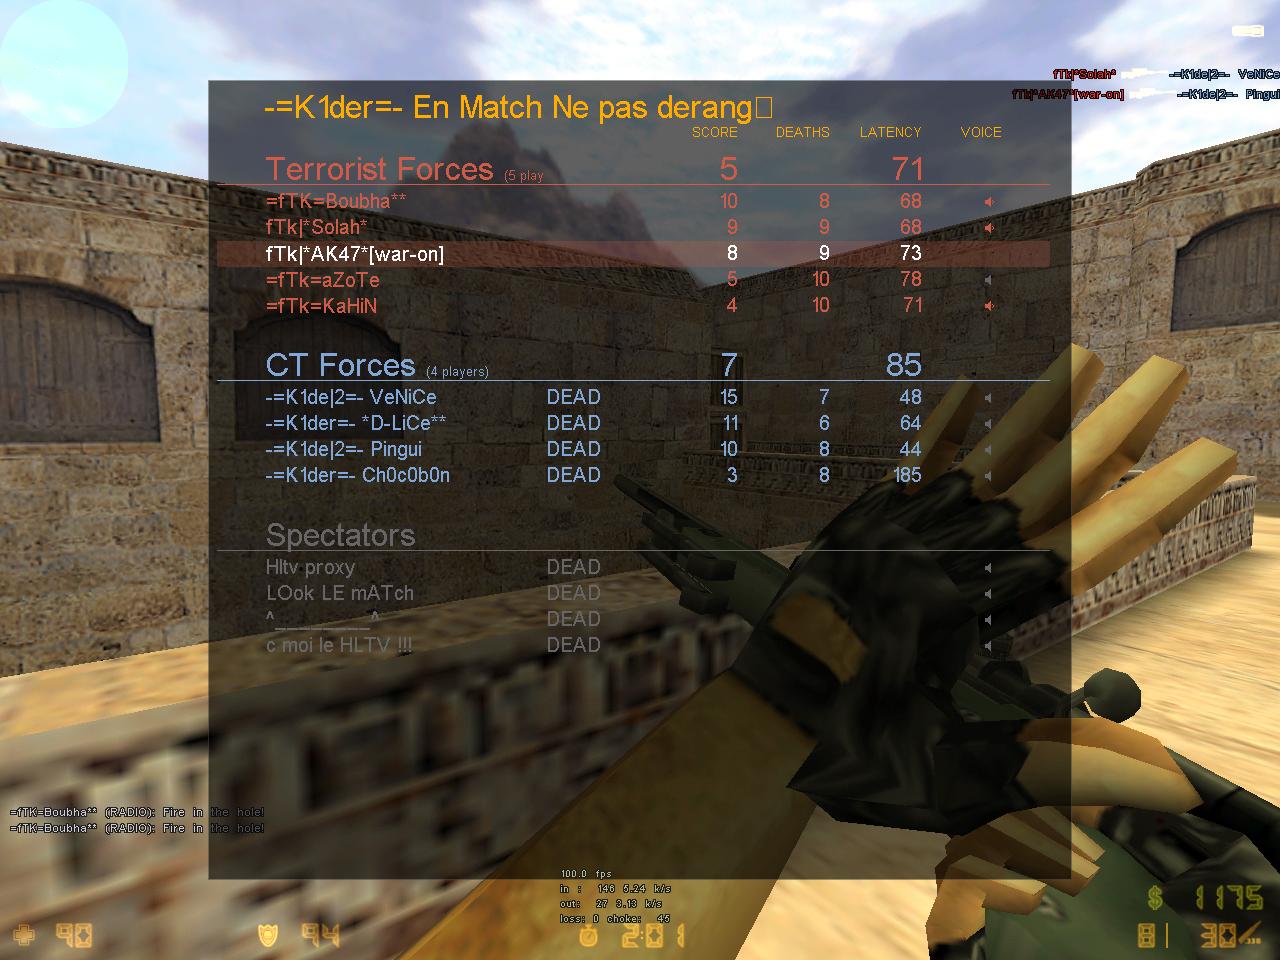 fTk|*Solah* -=K1de|2=- VeNiCe
fTk|*AK47*[war-on] -=K1de|2=- Pingui
-=K1der=- En Match Ne pas derang
SCORE DEATHS LATENCY VOICE
Terrorist Forces (5 play 5 71
=fTK=Boubha** 10 8 68
fTk|*Solah* 9 9 68
fTk|*AK47*[war-on] 8 9 73
=fTk=aZoTe 5 10 78
=fTk=KaHiN 4 10 71
CT Forces (4 players) 7 85
-=K1de|2=- VeNiCe DEAD 15 7 48
-=K1der=- *D-LiCe** DEAD 11 6 64
-=K1de|2=- Pingui DEAD 10 8 44
-=K1der=- Ch0c0b0n DEAD 3 8 185
Spectators
Hltv proxy DEAD
LOok LE mATch DEAD
^_________^ DEAD
c moi le HLTV !!! DEAD
=fTK=Boubha** (RADIO): Fire in the hole!
=fTK=Boubha** (RADIO): Fire in the hole!
100.0 fps
in : 146 5.24 k/s
out: 27 3.13 k/s
loss: 0 choke: 45
$ 1175
90 94 2:01 8| 30